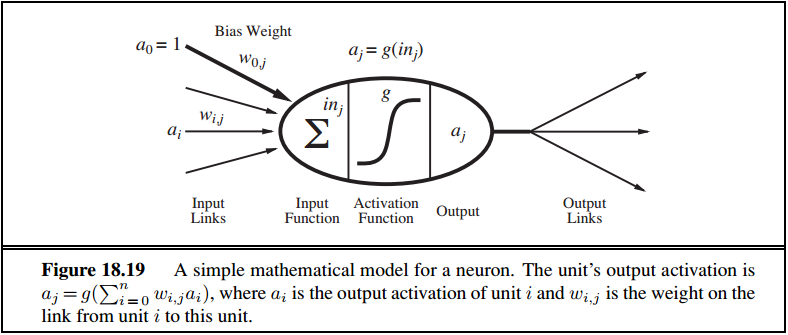 Bias Weight
a₀ = 1
w₀,ⱼ
aⱼ = g(inⱼ)
wᵢ,ⱼ
aᵢ
inⱼ
Σ
g
aⱼ
Input
Links
Input
Function
Activation
Function
Output
Output
Links
Figure 18.19 A simple mathematical model for a neuron. The unit's output activation is
aⱼ = g(∑ⁿᵢ₌₀ wᵢ,ⱼaᵢ), where aᵢ is the output activation of unit i and wᵢ,ⱼ is the weight on the
link from unit i to this unit.